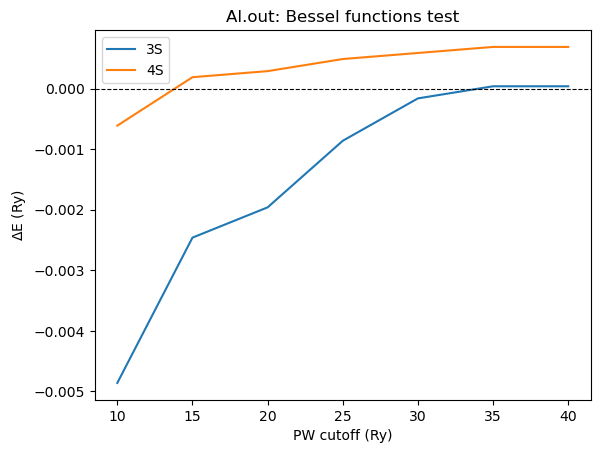 Al.out: Bessel functions test
3S
4S
0.000
−0.001
−0.002
−0.003
−0.004
−0.005
ΔE (Ry)
10 15 20 25 30 35 40
PW cutoff (Ry)